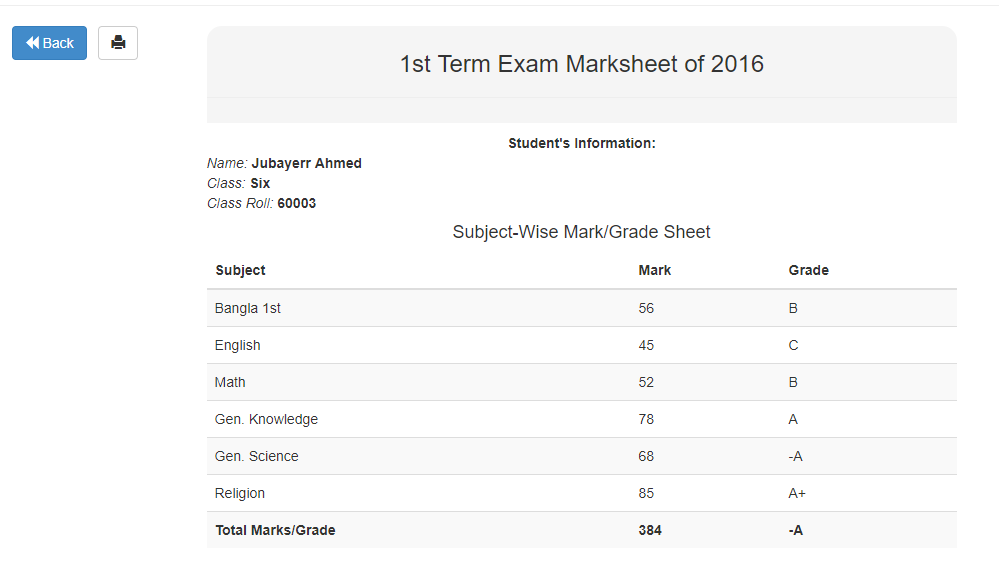 Back
1st Term Exam Marksheet of 2016
Student's Information:
Name: Jubayerr Ahmed
Class: Six
Class Roll: 60003
Subject-Wise Mark/Grade Sheet
Subject Mark Grade
Bangla 1st 56 B
English 45 C
Math 52 B
Gen. Knowledge 78 A
Gen. Science 68 -A
Religion 85 A+
Total Marks/Grade 384 -A